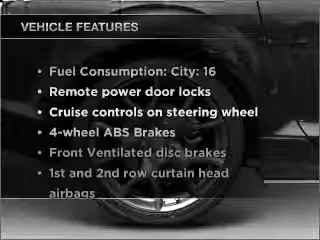 VEHICLE FEATURES
• Fuel Consumption: City: 16
• Remote power door locks
• Cruise controls on steering wheel
• 4-wheel ABS Brakes
• Front Ventilated disc brakes
• 1st and 2nd row curtain head
airbags